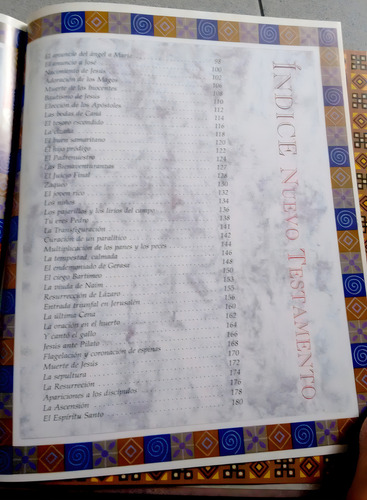 ÍNDICE NUEVO TESTAMENTO
El anuncio del ángel a María 98
El anuncio a José 100
Nacimiento de Jesús 102
Adoración de los Magos 106
Muerte de los Inocentes 108
Bautismo de Jesús 110
Elección de los Apóstoles 112
Las bodas de Caná 114
El tesoro escondido 116
La cizaña 118
El buen samaritano 120
El hijo pródigo 122
El Padrenuestro 124
Las Bienaventuranzas 127
El Juicio Final 128
Zaqueo 130
El joven rico 132
Los niños 134
Los pajarillos y los lirios del campo 136
Tú eres Pedro 138
La Transfiguración 141
Curación de un paralítico 142
Multiplicación de los panes y los peces 144
La tempestad calmada 146
El endemoniado de Gerasa 148
El ciego Bartimeo 150
La viuda de Naím 153
Resurrección de Lázaro 155
Entrada triunfal en Jerusalén 156
La última Cena 160
La oración en el huerto 162
Y cantó el gallo 164
Jesús ante Pilato 166
Flagelación y coronación de espinas 168
Muerte de Jesús 170
La sepultura 172
La Resurrección 174
Apariciones a los discípulos 176
La Ascensión 178
El Espíritu Santo 180